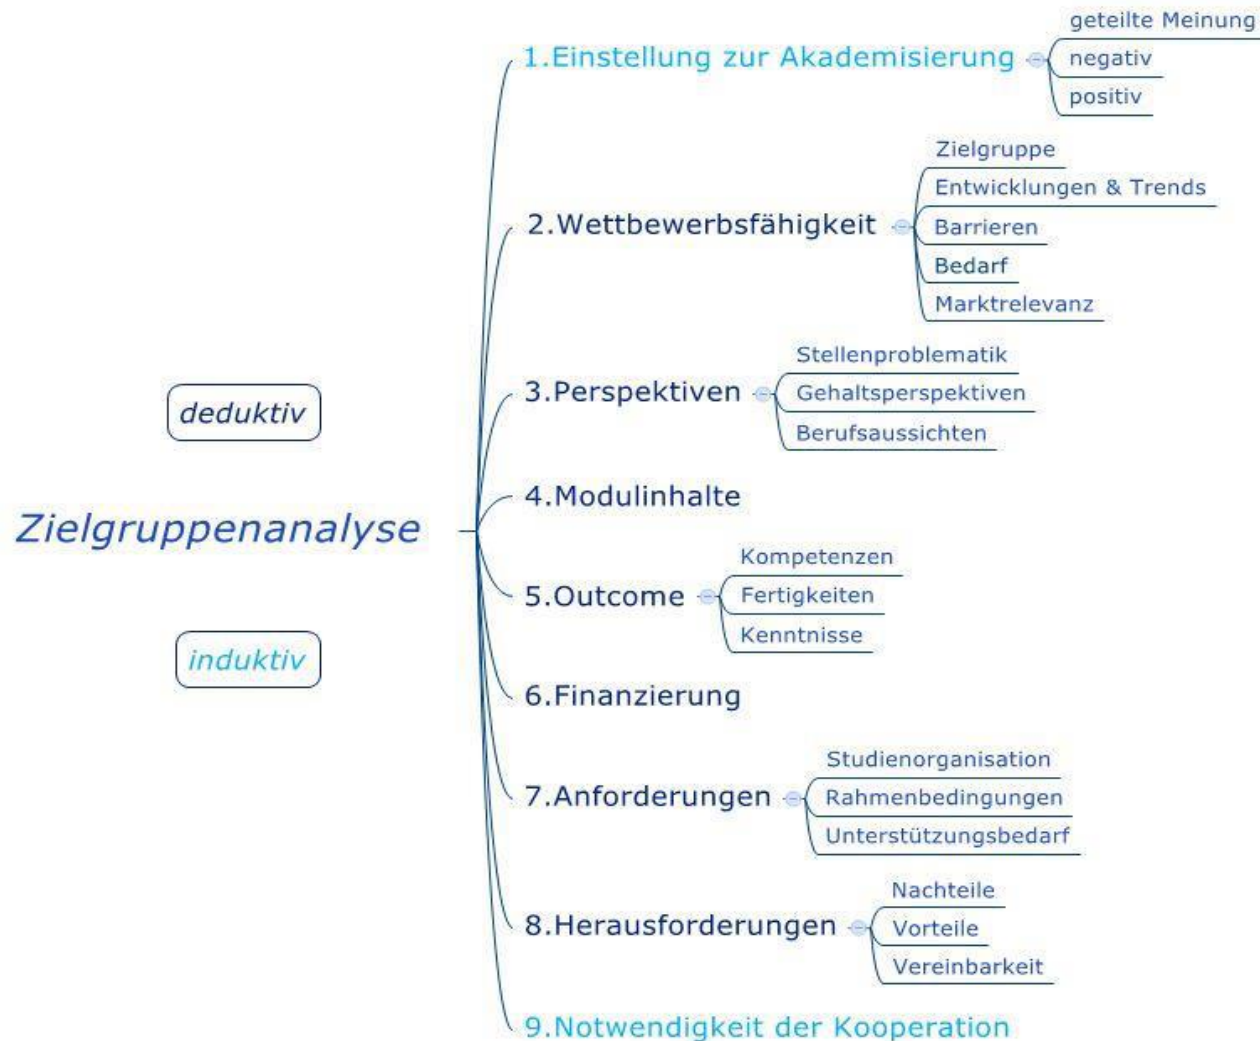 deduktiv
Zielgruppenanalyse
induktiv
1.Einstellung zur Akademisierung
geteilte Meinung
negativ
positiv
2.Wettbewerbsfähigkeit
Zielgruppe
Entwicklungen & Trends
Barrieren
Bedarf
Marktrelevanz
3.Perspektiven
Stellenproblematik
Gehaltsperspektiven
Berufsaussichten
4.Modulinhalte
5.Outcome
Kompetenzen
Fertigkeiten
Kenntnisse
6.Finanzierung
7.Anforderungen
Studienorganisation
Rahmenbedingungen
Unterstützungsbedarf
8.Herausforderungen
Nachteile
Vorteile
Vereinbarkeit
9.Notwendigkeit der Kooperation